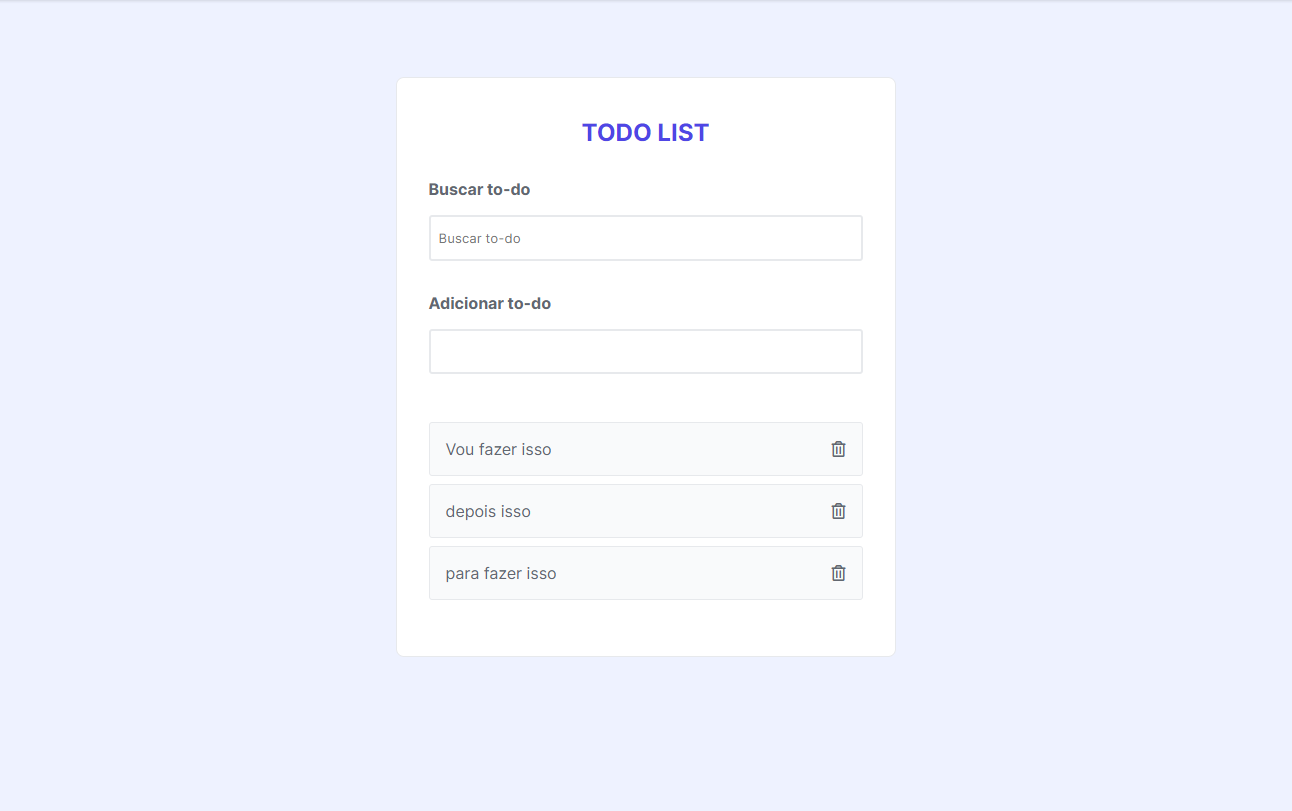 TODO LIST
Buscar to-do
Buscar to-do
Adicionar to-do
Vou fazer isso
depois isso
para fazer isso